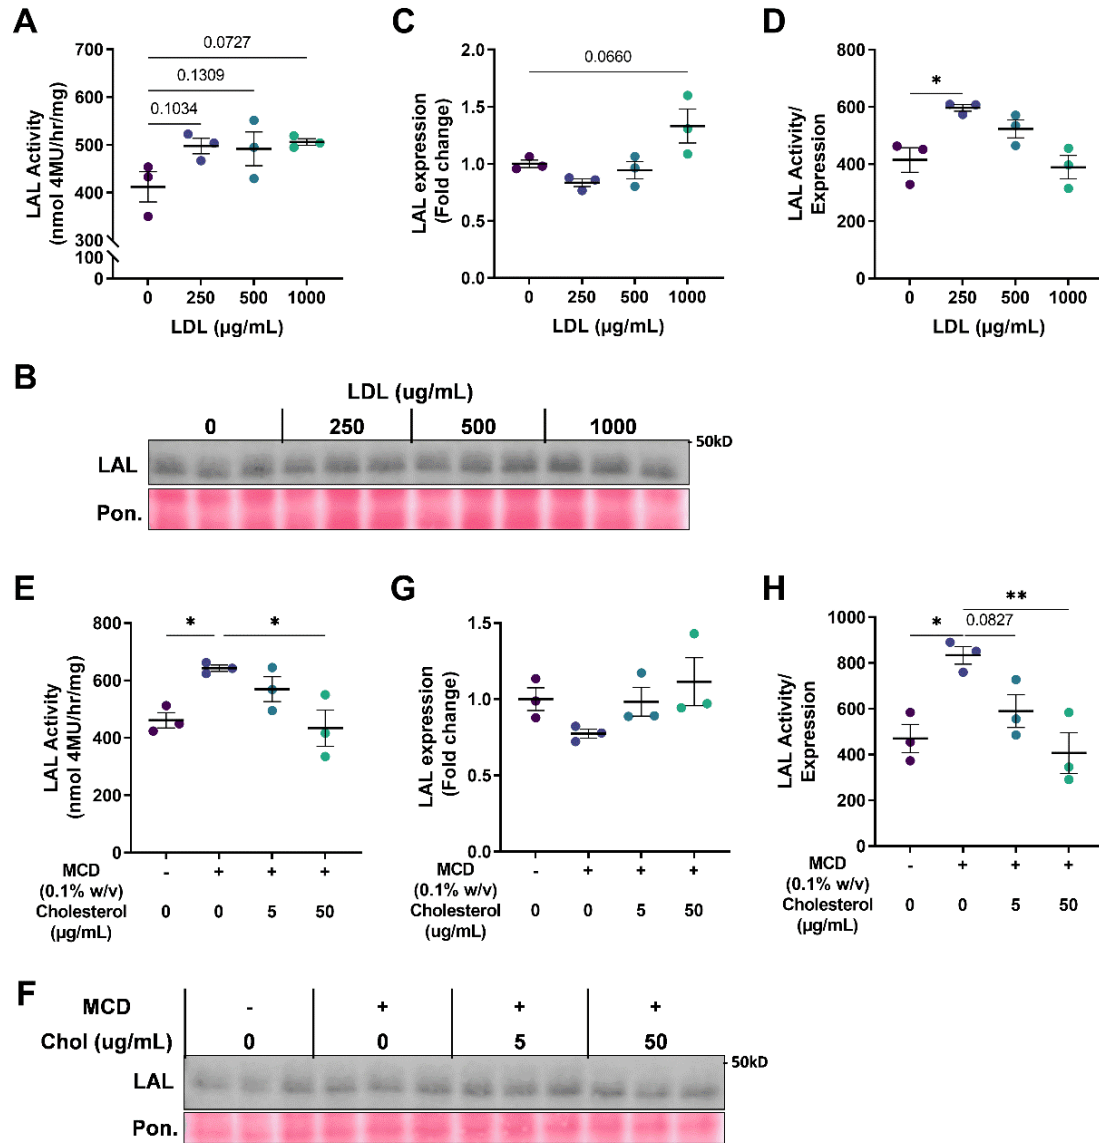 A
LAL Activity
(nmol 4MU/hr/mg)
700
600
500
400
300
100
0
0.0727
0.1309
0.1034
0 250 500 1000
LDL (µg/mL)
C
LAL expression
(Fold change)
2.0
1.5
1.0
0.5
0.0
0.0660
0 250 500 1000
LDL (µg/mL)
D
LAL Activity/
Expression
800
600
400
200
0
*
0 250 500 1000
LDL (µg/mL)
B
LDL (ug/mL)
0 250 500 1000
50kD
LAL
Pon.
E
LAL Activity
(nmol 4MU/hr/mg)
800
600
400
200
0
* *
MCD - + + +
(0.1% w/v)
Cholesterol 0 0 5 50
(µg/mL)
G
LAL expression
(Fold change)
1.5
1.0
0.5
0.0
MCD - + + +
(0.1% w/v)
Cholesterol 0 0 5 50
(ug/mL)
H
LAL Activity/
Expression
1000
800
600
400
200
0
**
* 0.0827
MCD - + + +
(0.1% w/v)
Cholesterol 0 0 5 50
(µg/mL)
F
MCD - + + +
Chol (ug/mL) 0 0 5 50
50kD
LAL
Pon.